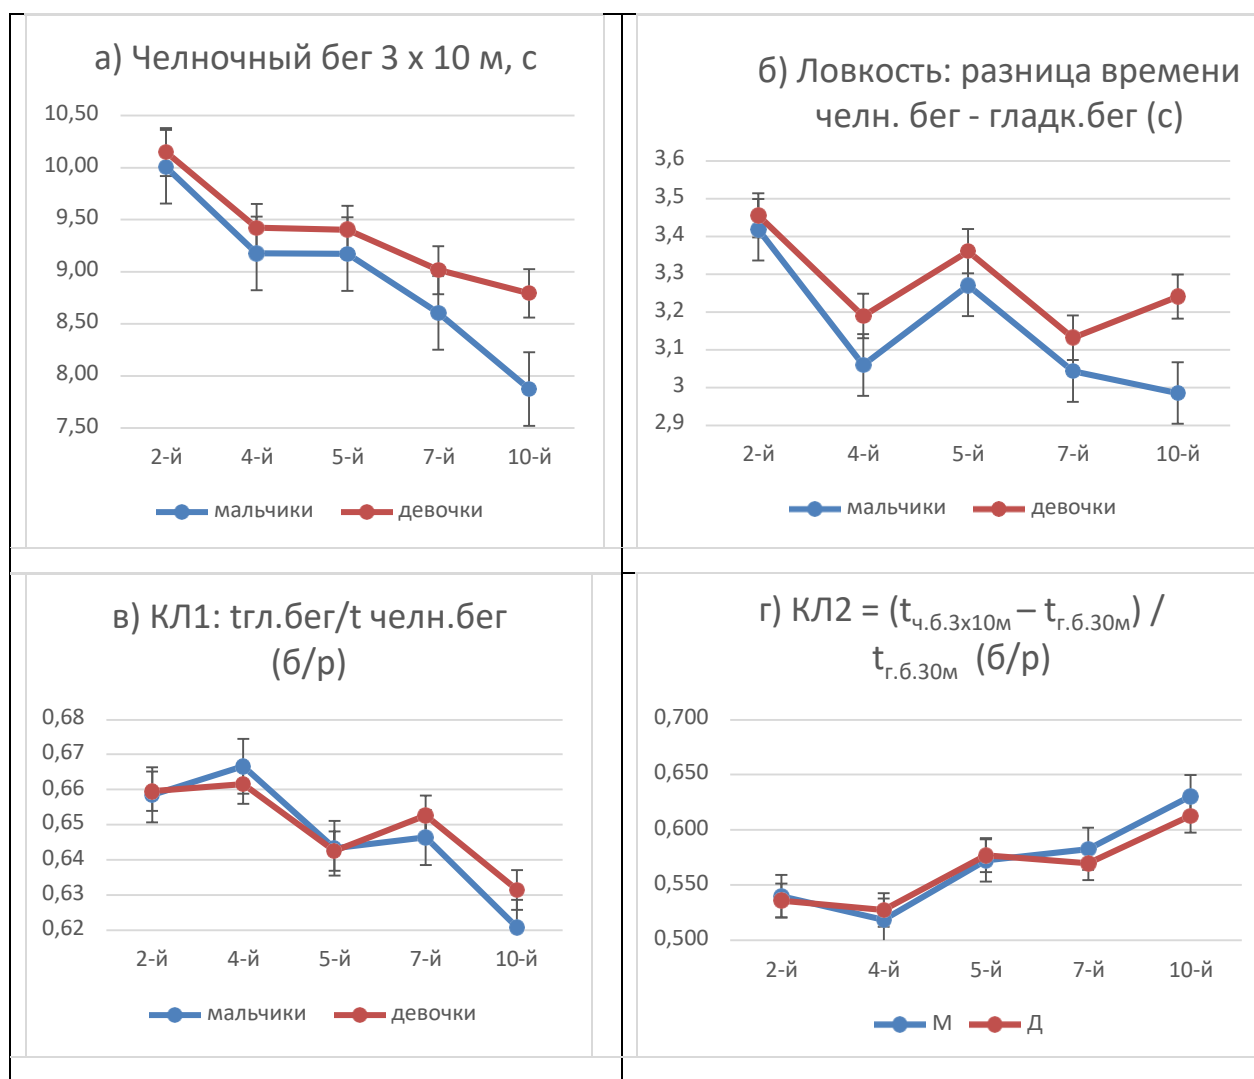 а) Челночный бег 3 х 10 м, с
10,50
10,00
9,50
9,00
8,50
8,00
7,50
2-й 4-й 5-й 7-й 10-й
мальчики девочки
б) Ловкость: разница времени
челн. бег - гладк.бег (с)
3,6
3,5
3,4
3,3
3,2
3,1
3
2,9
2-й 4-й 5-й 7-й 10-й
мальчики девочки
в) КЛ1: tгл.бег/t челн.бег
(б/р)
0,68
0,67
0,66
0,65
0,64
0,63
0,62
2-й 4-й 5-й 7-й 10-й
мальчики девочки
г) КЛ2 = (tч.б.3х10м – tг.б.30м) /
tг.б.30м (б/р)
0,700
0,650
0,600
0,550
0,500
2-й 4-й 5-й 7-й 10-й
М Д